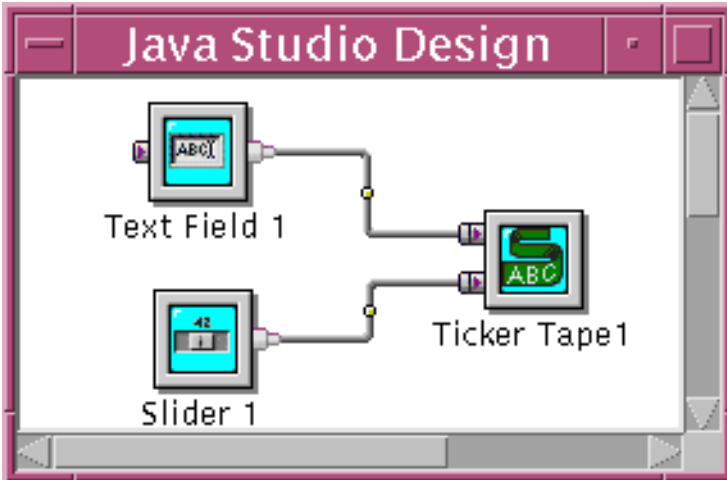 Java Studio Design
ABC
Text Field 1
ABC
Ticker Tape1
42
Slider 1